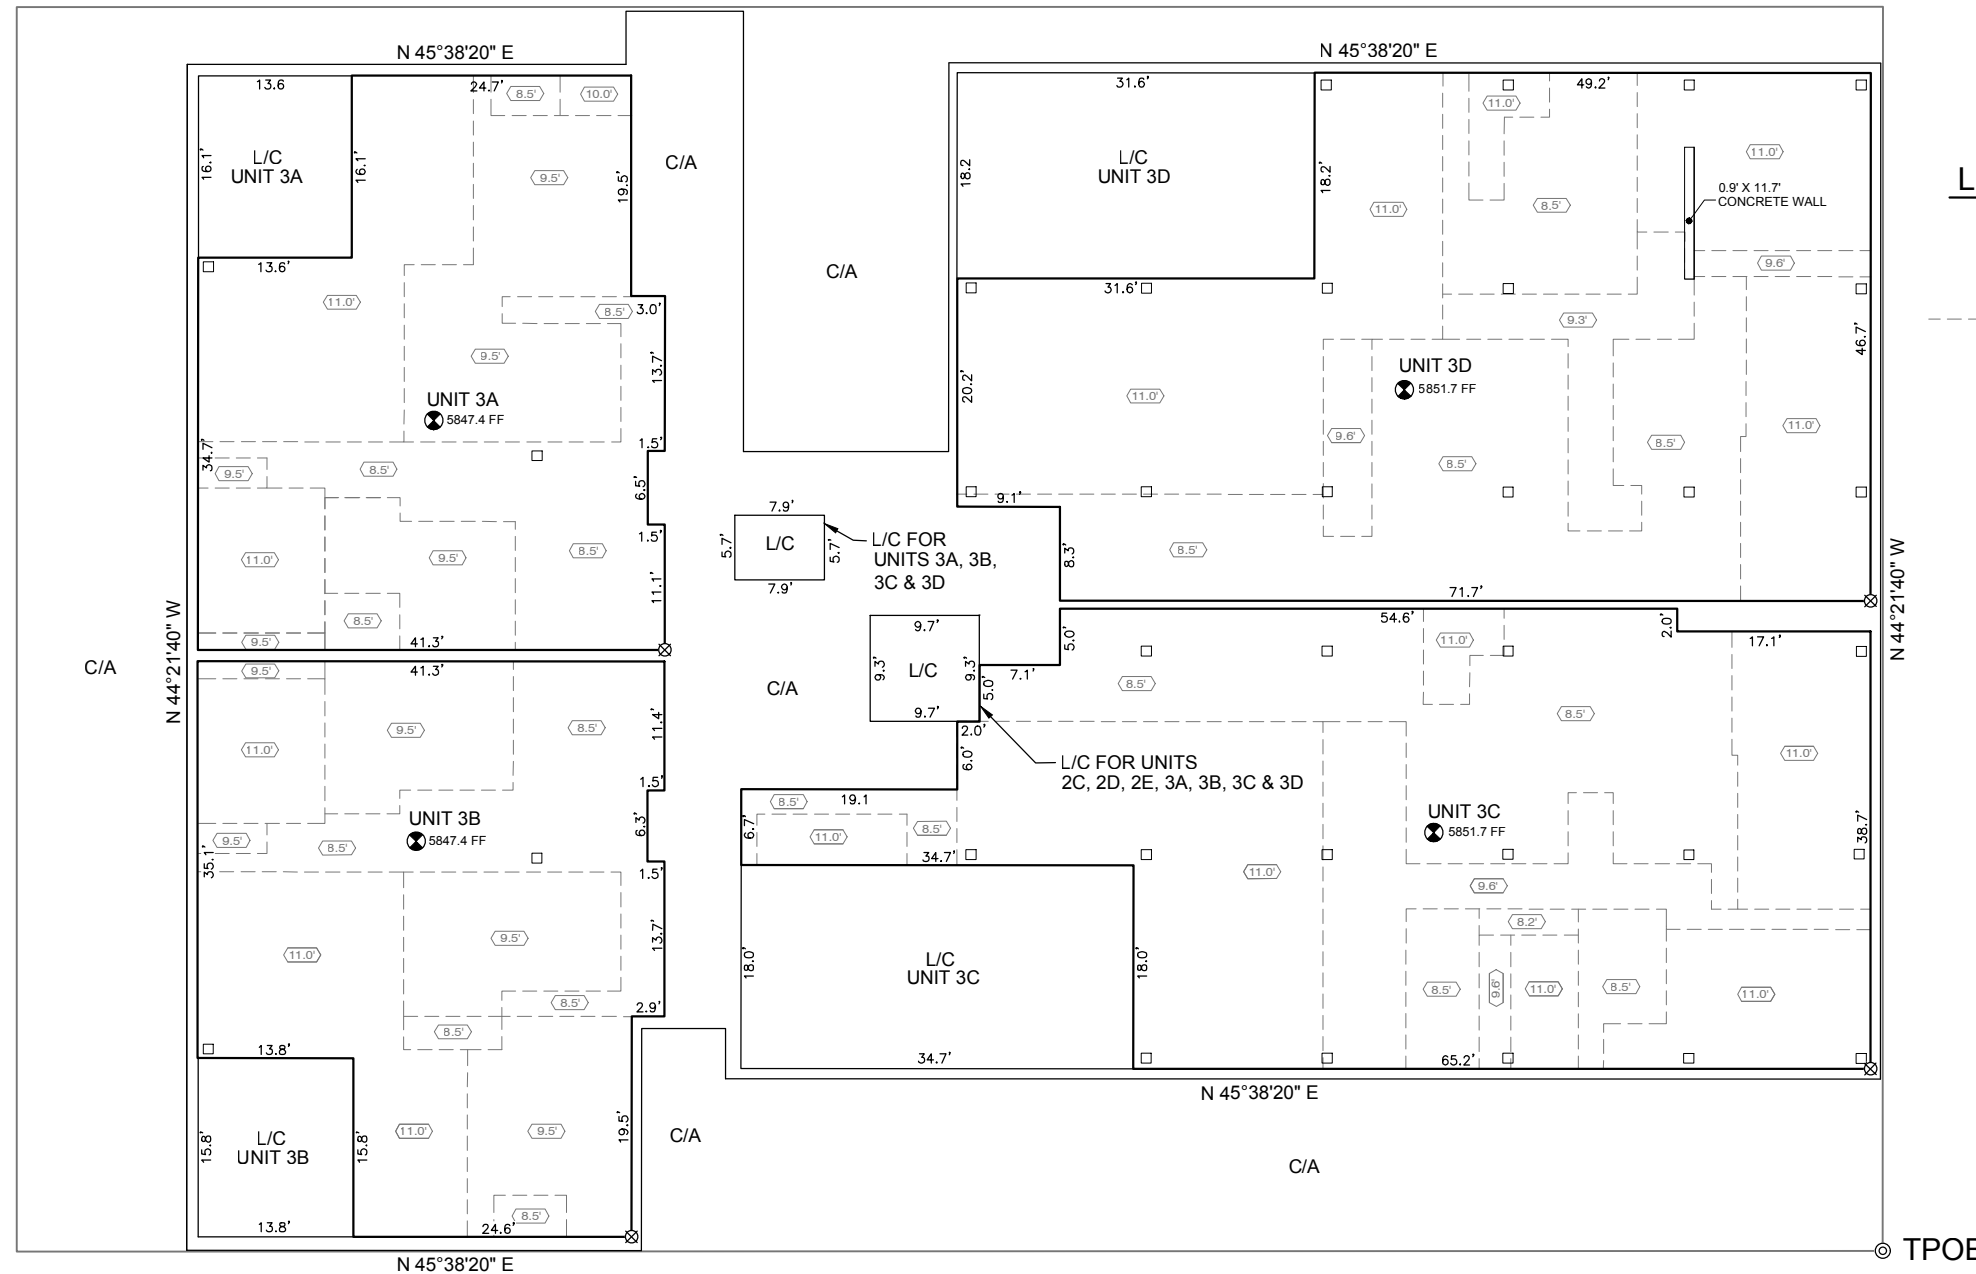 N 45°38'20" E
N 45°38'20" E
13.6
24.7'
8.5'
10.0'
31.6'
49.2'
11.0'
L/C
UNIT 3A
16.1'
16.1'
9.5'
19.5'
C/A
L/C
UNIT 3D
18.2
18.2'
11.0'
8.5'
11.0'
0.9' X 11.7'
CONCRETE WALL
L
13.6'
C/A
9.6'
11.0'
8.5'
3.0'
31.6'
9.3'
9.5'
13.7'
46.7'
UNIT 3A
5847.4 FF
20.2'
11.0'
UNIT 3D
5851.7 FF
9.6'
11.0'
34.7'
9.5'
8.5'
1.5'
6.5'
8.5'
8.5'
9.1'
7.9'
1.5'
11.0'
9.5'
8.5'
5.7'
L/C
5.7'
L/C FOR
UNITS 3A, 3B,
3C & 3D
8.3'
8.5'
7.9'
11.1'
71.7'
N 44°21'40" W
8.5'
9.5'
41.3'
9.7'
54.6'
2.0'
17.1'
5.0'
11.0'
N 44°21'40" W
C/A
9.5'
41.3'
9.3'
L/C
9.3'
7.1'
5.0'
8.5'
C/A
9.7'
2.0'
8.5'
11.4'
9.5'
8.5'
11.0'
6.0'
L/C FOR UNITS
2C, 2D, 2E, 3A, 3B, 3C & 3D
11.0'
1.5'
8.5'
19.1
UNIT 3B
5847.4 FF
6.3'
9.5'
8.5'
6.7'
11.0'
8.5'
34.7'
UNIT 3C
5851.7 FF
38.7'
35.1'
1.5'
11.0'
9.6'
8.2'
11.0'
9.5'
13.7'
18.0'
L/C
UNIT 3C
18.0'
8.5'
9.6'
11.0'
8.5'
11.0'
8.5'
2.9'
8.5'
13.8'
34.7'
65.2'
N 45°38'20" E
15.8'
L/C
UNIT 3B
15.8'
11.0'
9.5'
19.5'
C/A
C/A
8.5'
13.8'
24.6'
N 45°38'20" E
TPOB